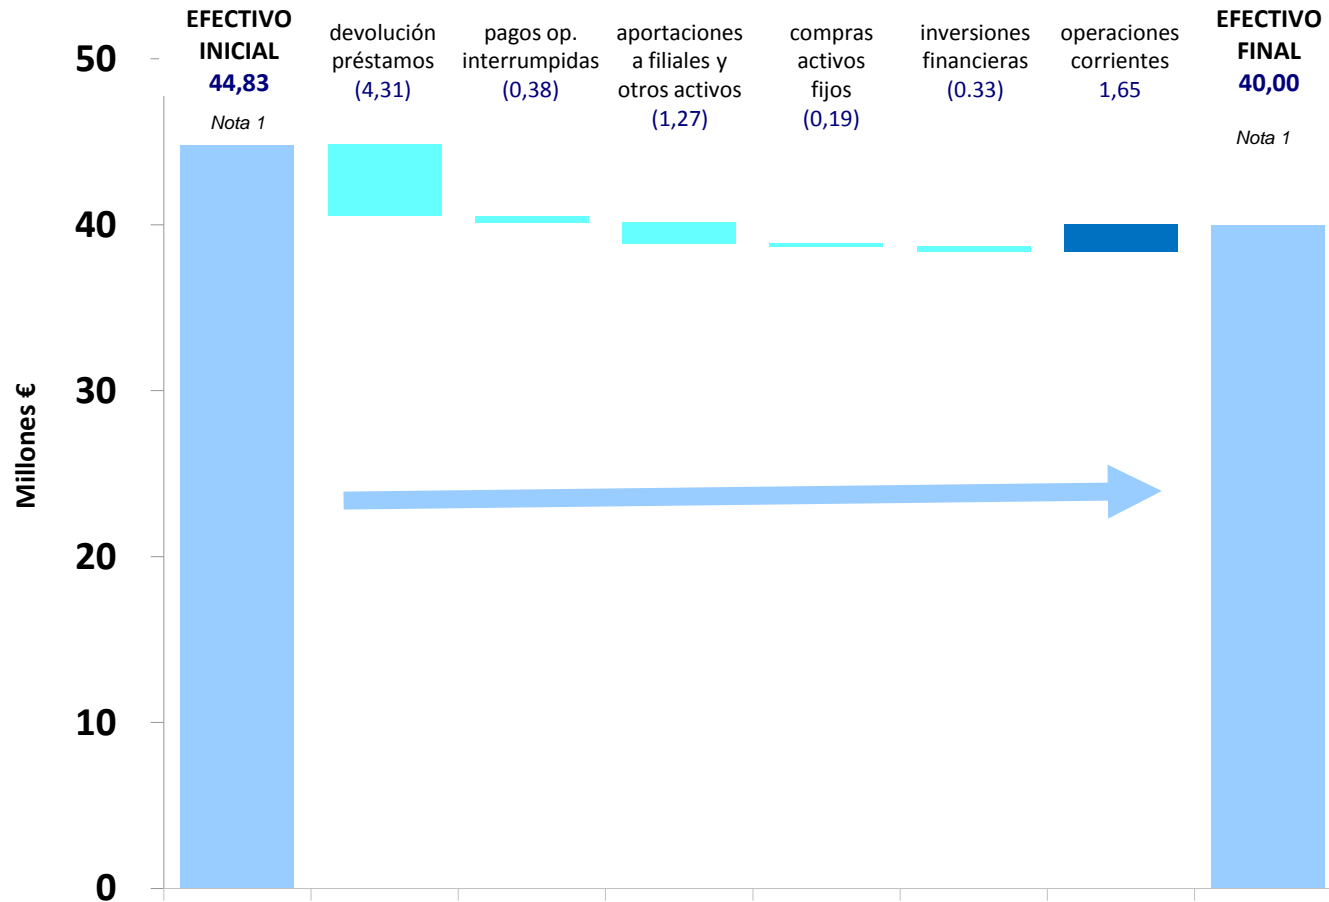 EFECTIVO
INICIAL
44,83
Nota 1
devolución
préstamos
(4,31)
pagos op.
interrumpidas
(0,38)
aportaciones
a filiales y
otros activos
(1,27)
compras
activos
fijos
(0,19)
inversiones
financieras
(0.33)
operaciones
corrientes
1,65
EFECTIVO
FINAL
40,00
Nota 1
Millones €
50
40
30
20
10
0